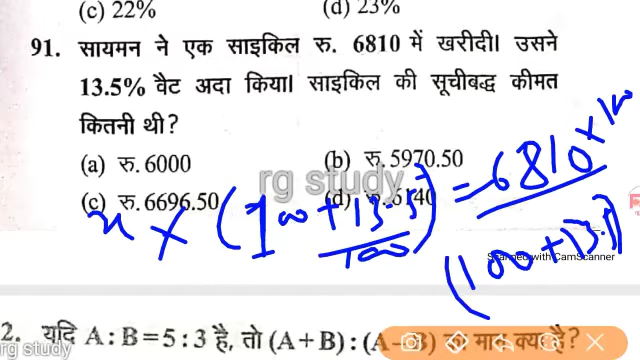 (c) 22% (d) 23%
91. सायमन ने एक साइकिल रु. 6810 में खरीदी। उसने
13.5% वैट अदा किया। साइकिल की सूचीबद्ध कीमत
कितनी थी?
(a) रु. 6000 (b) रु. 5970.50
(c) रु. 6696.50 (d) रु. 6140
rg study
x × (100 + 13.5 / 100) = 6810 × 100 / (100 + 13.5)
Scanned with CamScanner
2. यदि A : B = 5 : 3 है, तो (A + B) : (A – B) का मान क्या है?
rg study